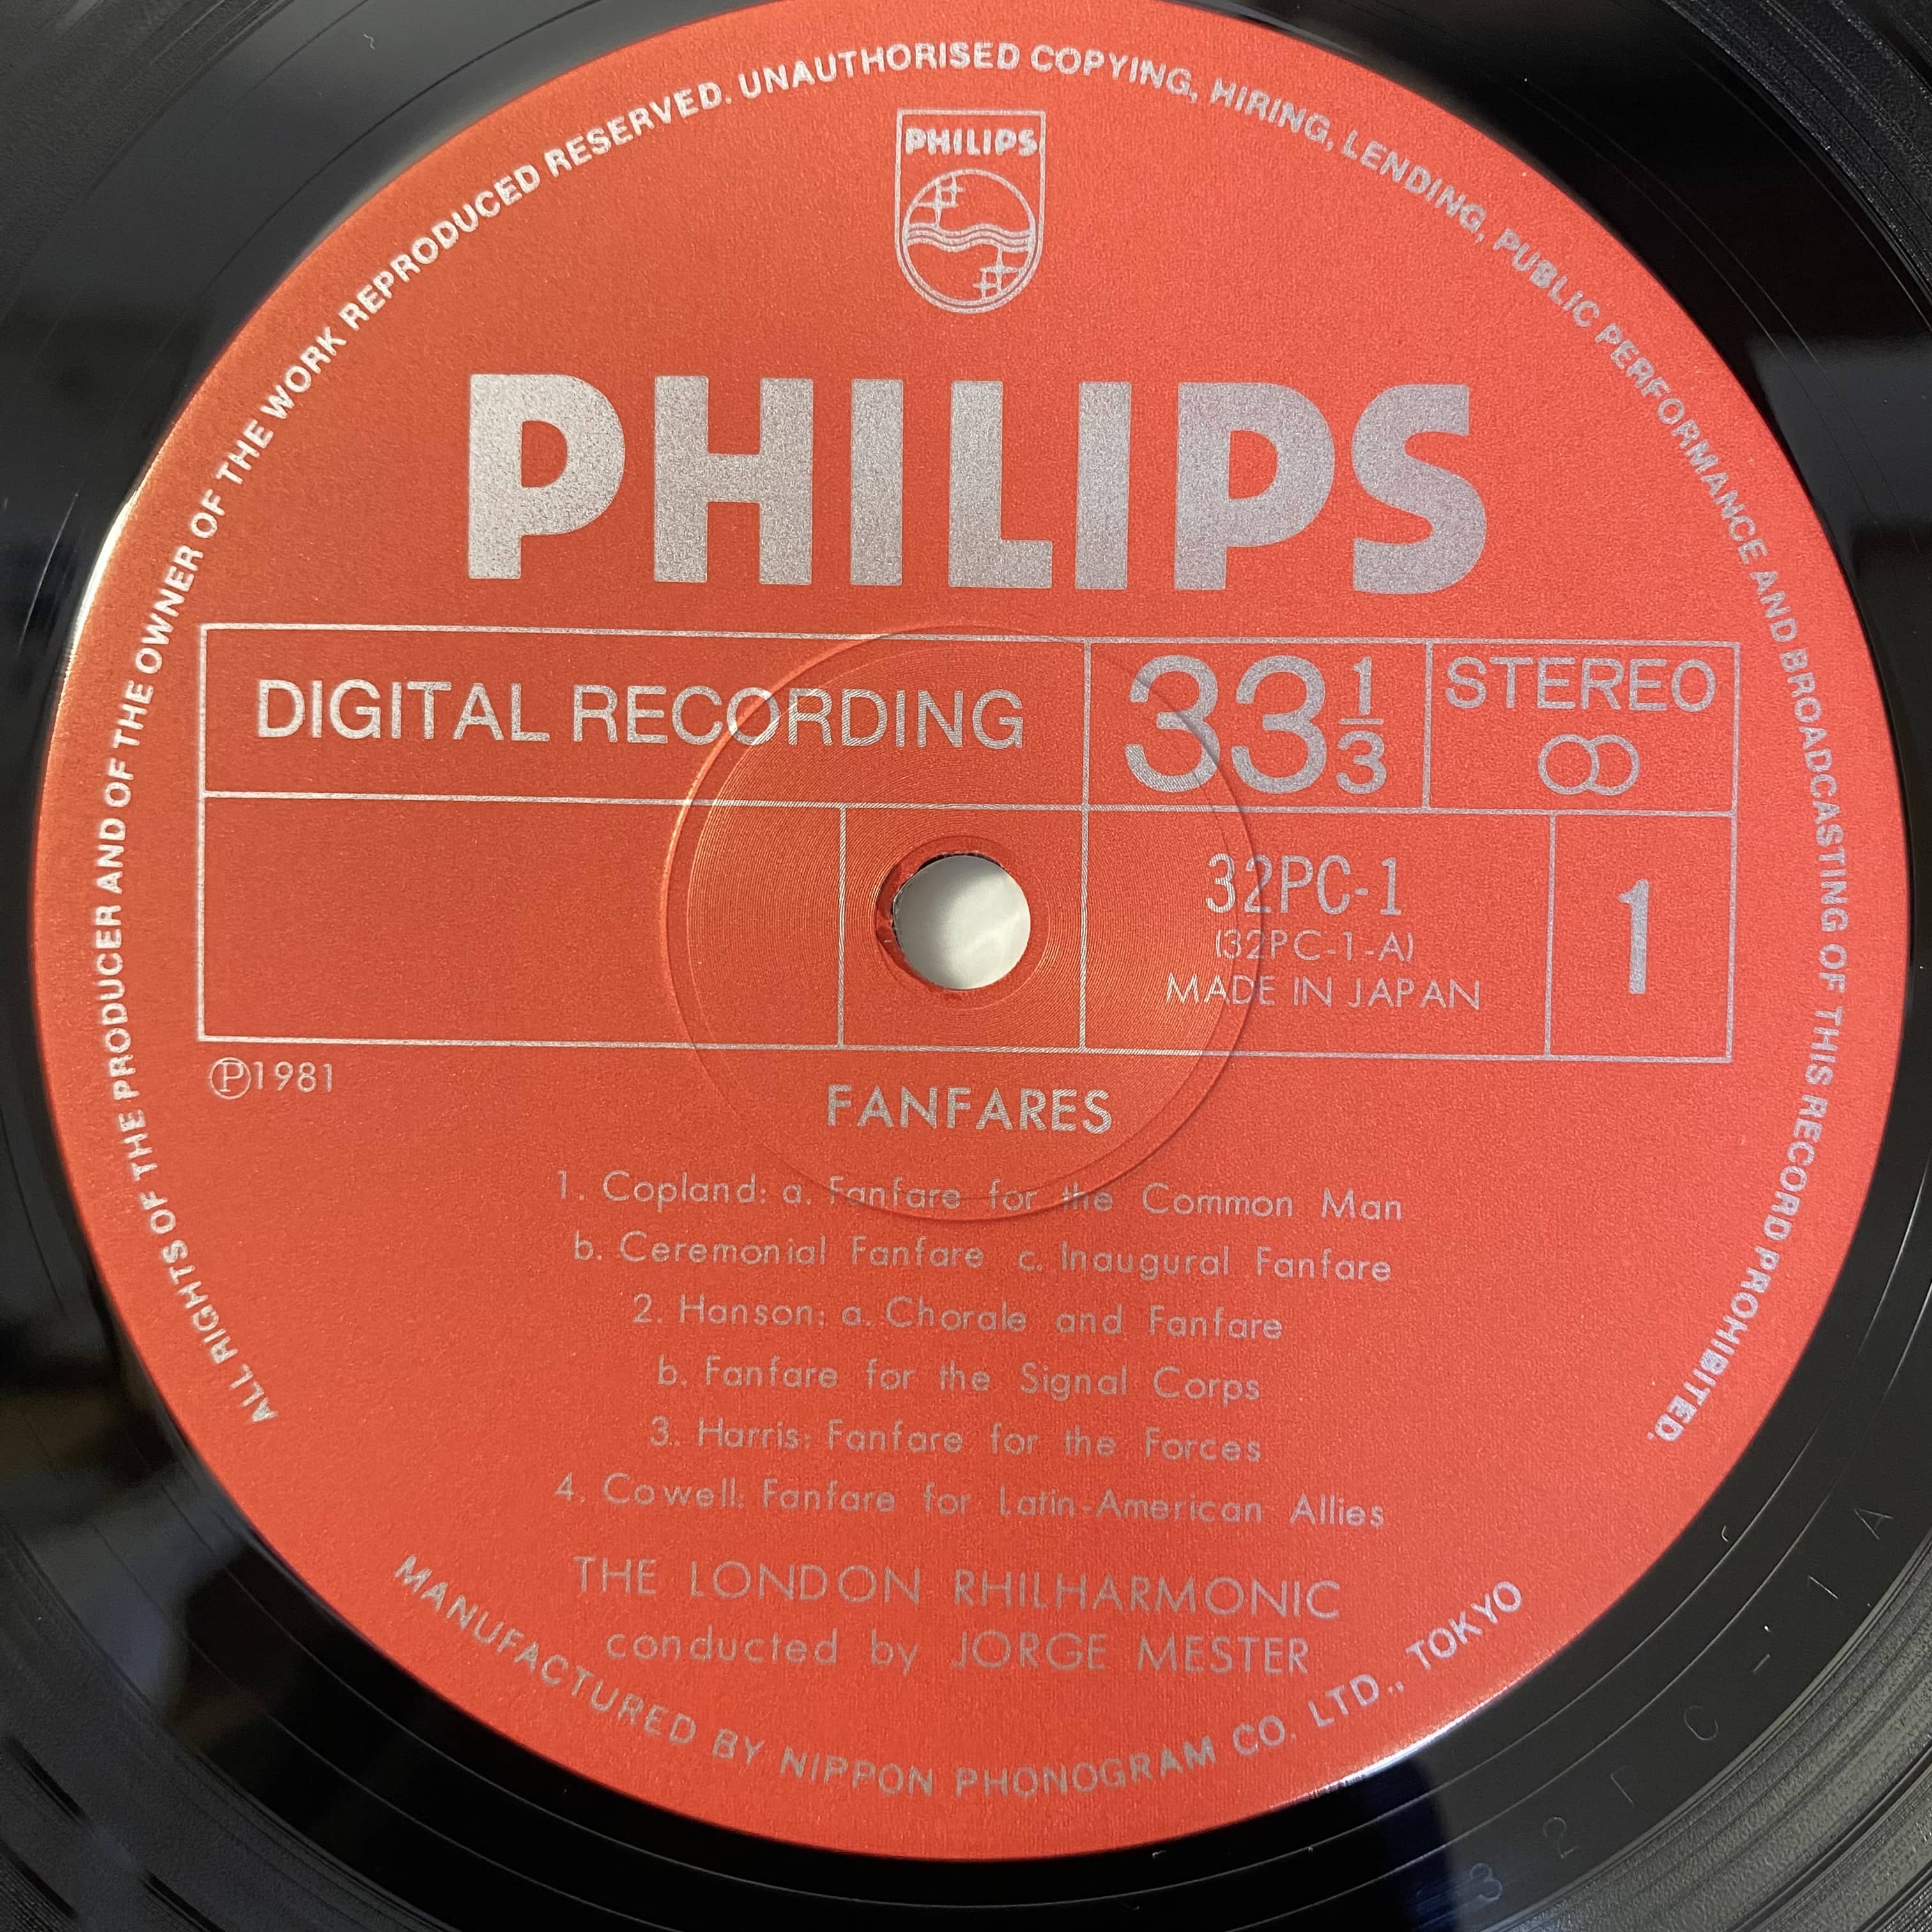 ALL RIGHTS OF THE PRODUCER AND OF THE OWNER OF THE WORK REPRODUCED RESERVED. UNAUTHORISED COPYING, HIRING, LENDING, PUBLIC PERFORMANCE AND BROADCASTING OF THIS RECORD PROHIBITED.
PHILIPS
PHILIPS
DIGITAL RECORDING
33 1/3
STEREO
32PC-1
(32PC-1-A)
MADE IN JAPAN
1
Ⓟ1981
FANFARES
1. Copland: a. Fanfare for the Common Man
b. Ceremonial Fanfare c. Inaugural Fanfare
2. Hanson: a. Chorale and Fanfare
b. Fanfare for the Signal Corps
3. Harris: Fanfare for the Forces
4. Cowell: Fanfare for Latin-American Allies
THE LONDON RHILHARMONIC
conducted by JORGE MESTER
MANUFACTURED BY NIPPON PHONOGRAM CO. LTD., TOKYO